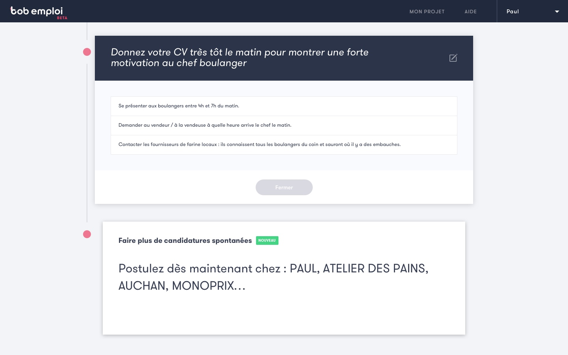 bob emploi
BETA
MON PROJET
AIDE
Paul
Donnez votre CV très tôt le matin pour montrer une forte
motivation au chef boulanger
Se présenter aux boulangers entre 4h et 7h du matin.
Demander au vendeur / à la vendeuse à quelle heure arrive le chef le matin.
Contacter les fournisseurs de farine locaux : ils connaissent tous les boulangers du coin et sauront où il y a des embauches.
Fermer
Faire plus de candidatures spontanées
NOUVEAU
Postulez dès maintenant chez : PAUL, ATELIER DES PAINS,
AUCHAN, MONOPRIX...